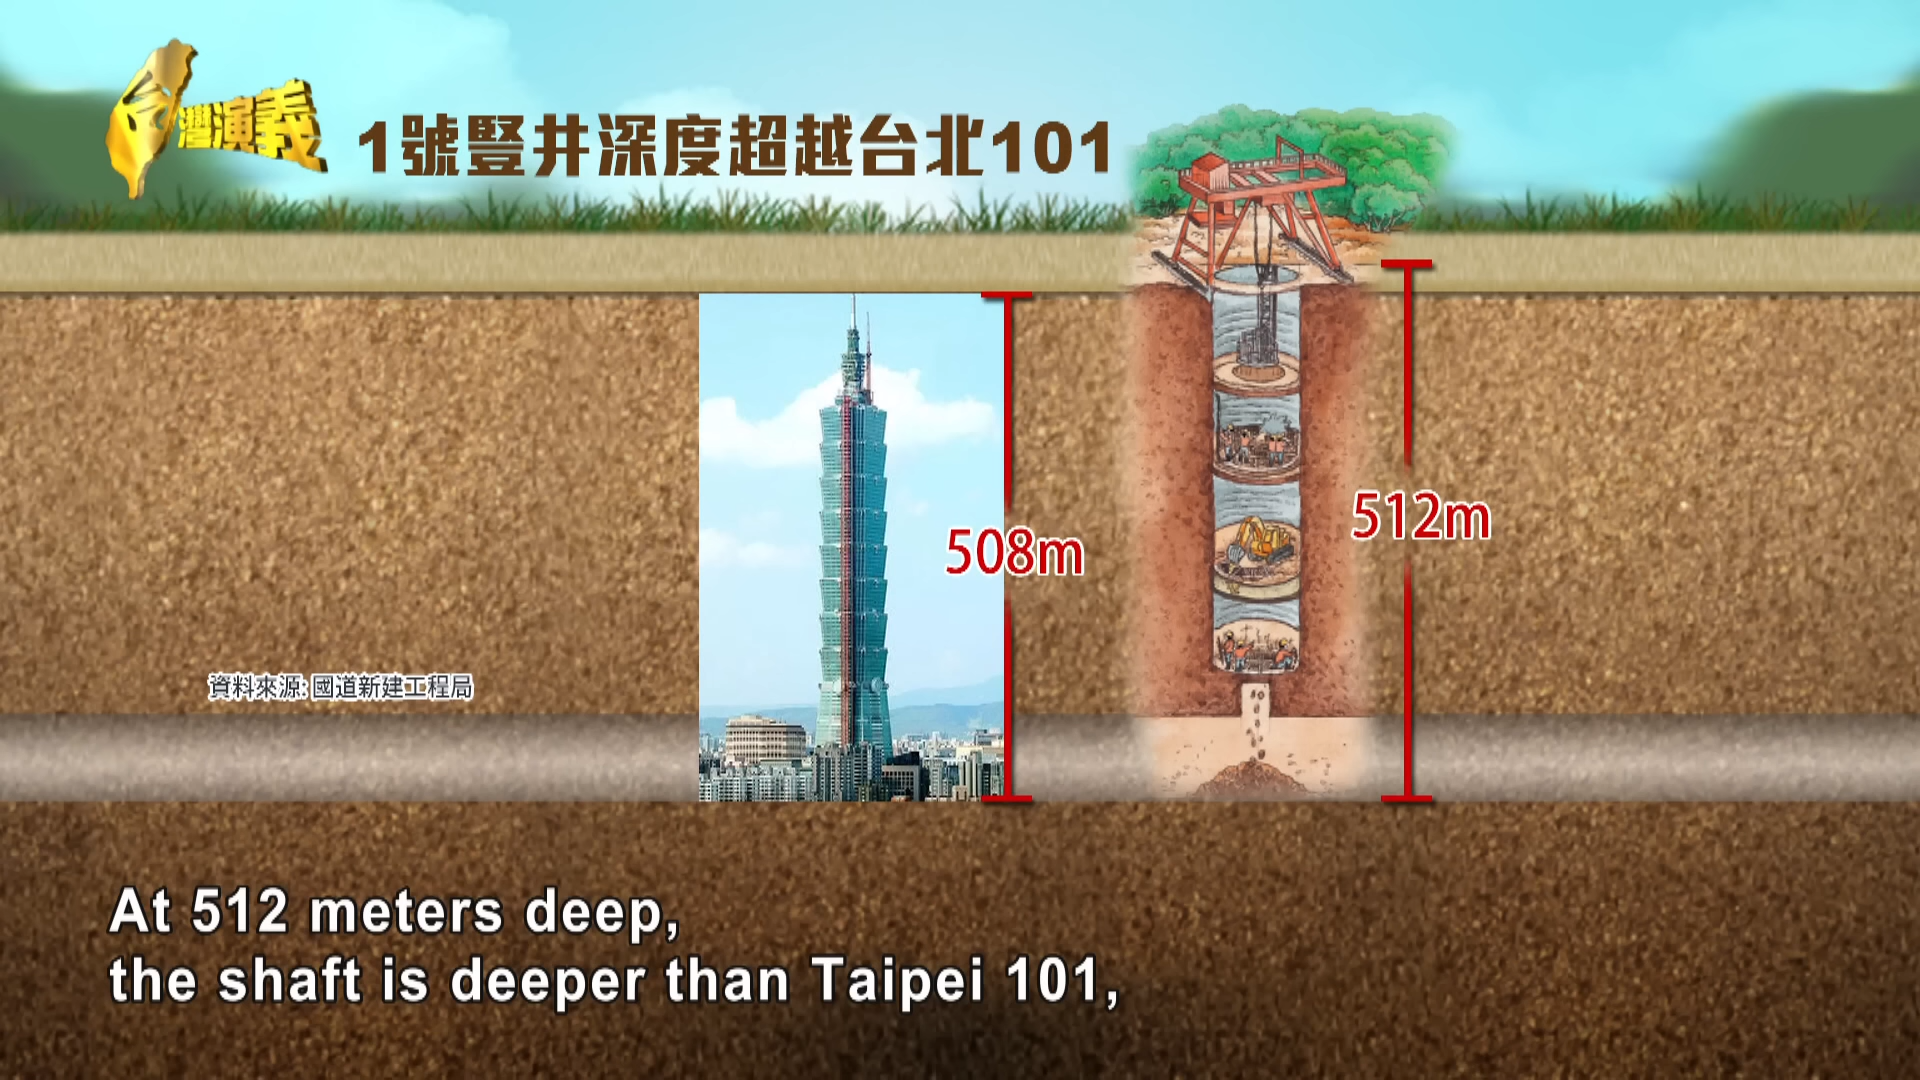 台灣演義
1號豎井深度超越台北101
512m
508m
資料來源: 國道新建工程局
At 512 meters deep,
the shaft is deeper than Taipei 101,